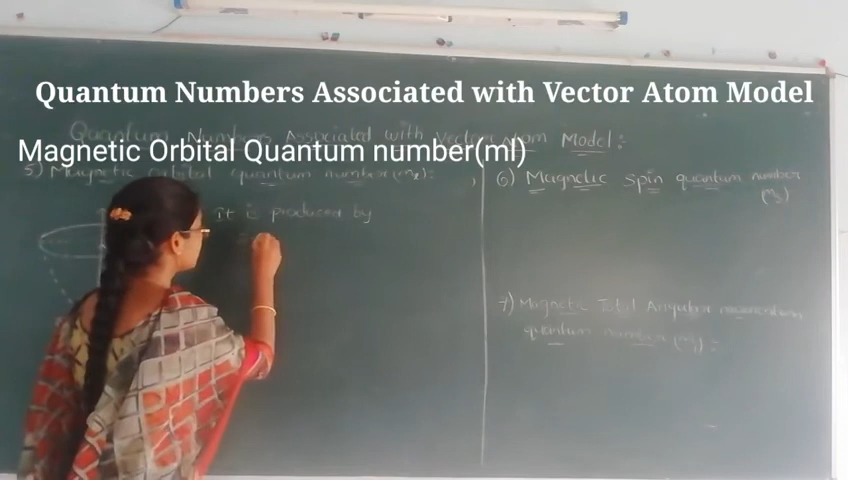 Quantum Numbers Associated with Vector Atom Model
Quantum Numbers Associated with Vector Atom Model:-
Magnetic Orbital Quantum number(ml)
5) Magnetic Orbital quantum number (ml):
It is produced by
6) Magnetic spin quantum number
(ms)
7) Magnetic Total Angular momentum
quantum number (mj):